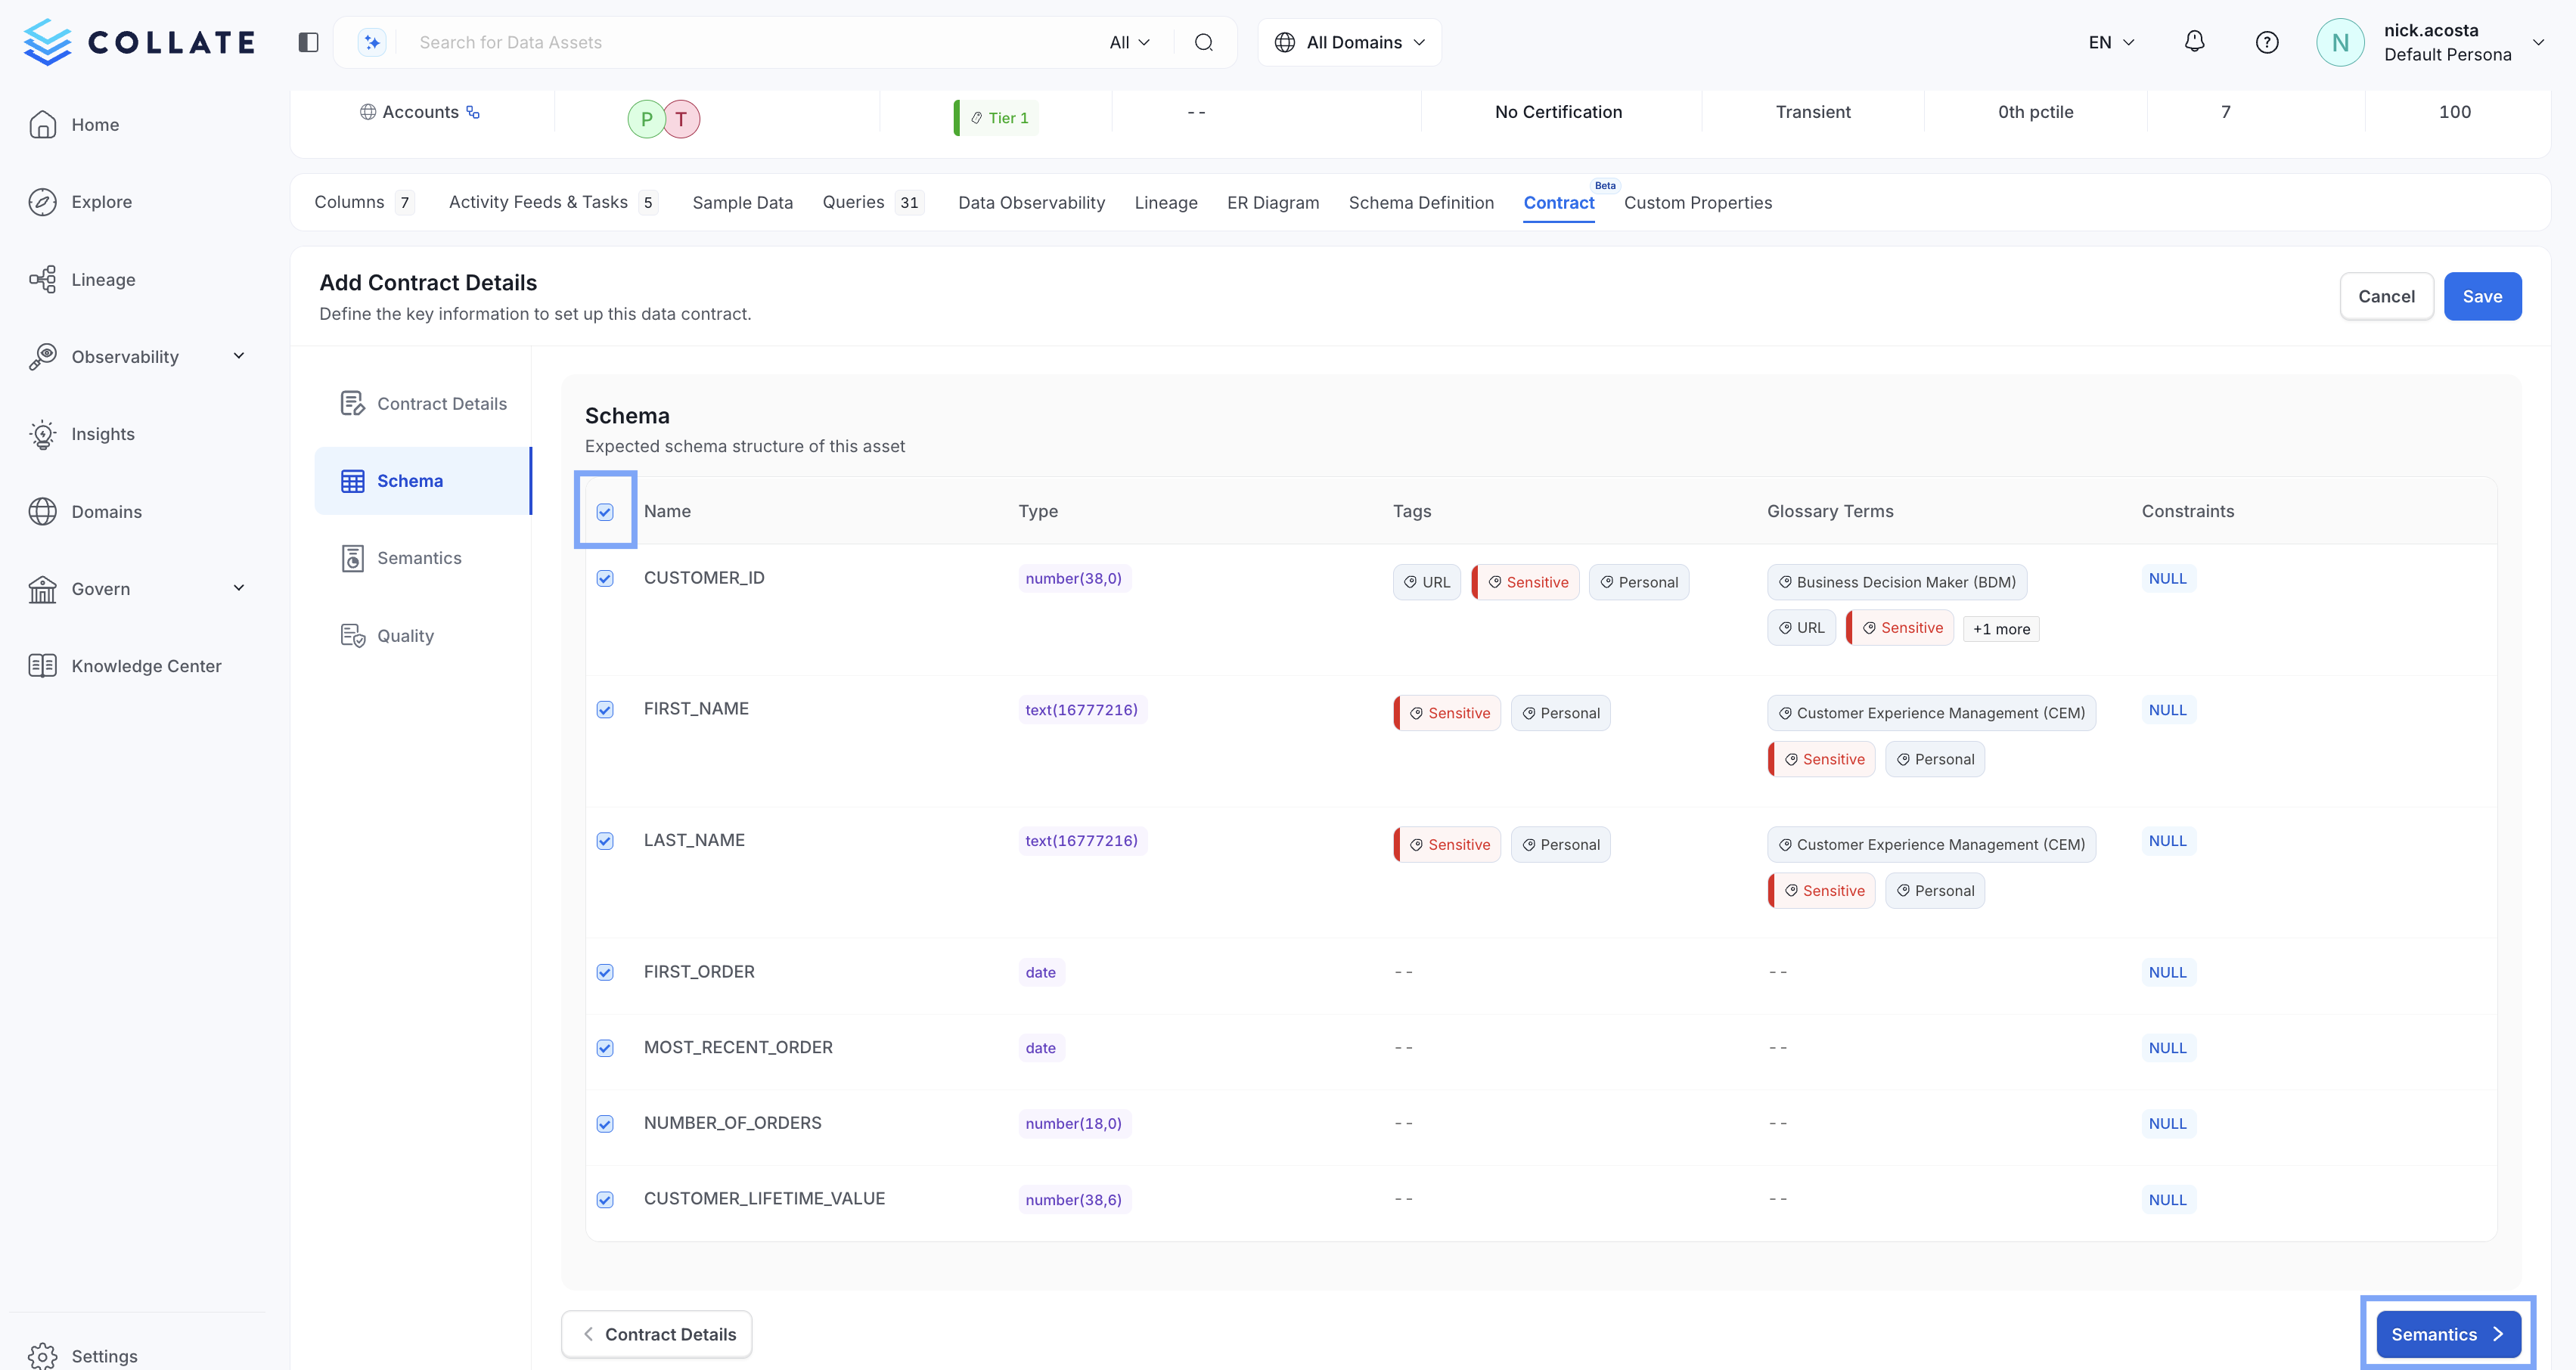 COLLATE
Search for Data Assets
All
All Domains
EN
N
nick.acosta
Default Persona
Home
Explore
Lineage
Observability
Insights
Domains
Govern
Knowledge Center
Settings
Accounts
P T
Tier 1
--
No Certification
Transient
0th pctile
7
100
Columns 7
Activity Feeds & Tasks 5
Sample Data
Queries 31
Data Observability
Lineage
ER Diagram
Schema Definition
Contract
Beta
Custom Properties
Add Contract Details
Define the key information to set up this data contract.
Cancel
Save
Contract Details
Schema
Semantics
Quality
Schema
Expected schema structure of this asset
Name Type Tags Glossary Terms Constraints
CUSTOMER_ID number(38,0) URL Sensitive Personal Business Decision Maker (BDM) NULL
URL Sensitive +1 more
FIRST_NAME text(16777216) Sensitive Personal Customer Experience Management (CEM) NULL
Sensitive Personal
LAST_NAME text(16777216) Sensitive Personal Customer Experience Management (CEM) NULL
Sensitive Personal
FIRST_ORDER date -- -- NULL
MOST_RECENT_ORDER date -- -- NULL
NUMBER_OF_ORDERS number(18,0) -- -- NULL
CUSTOMER_LIFETIME_VALUE number(38,6) -- -- NULL
Contract Details
Semantics